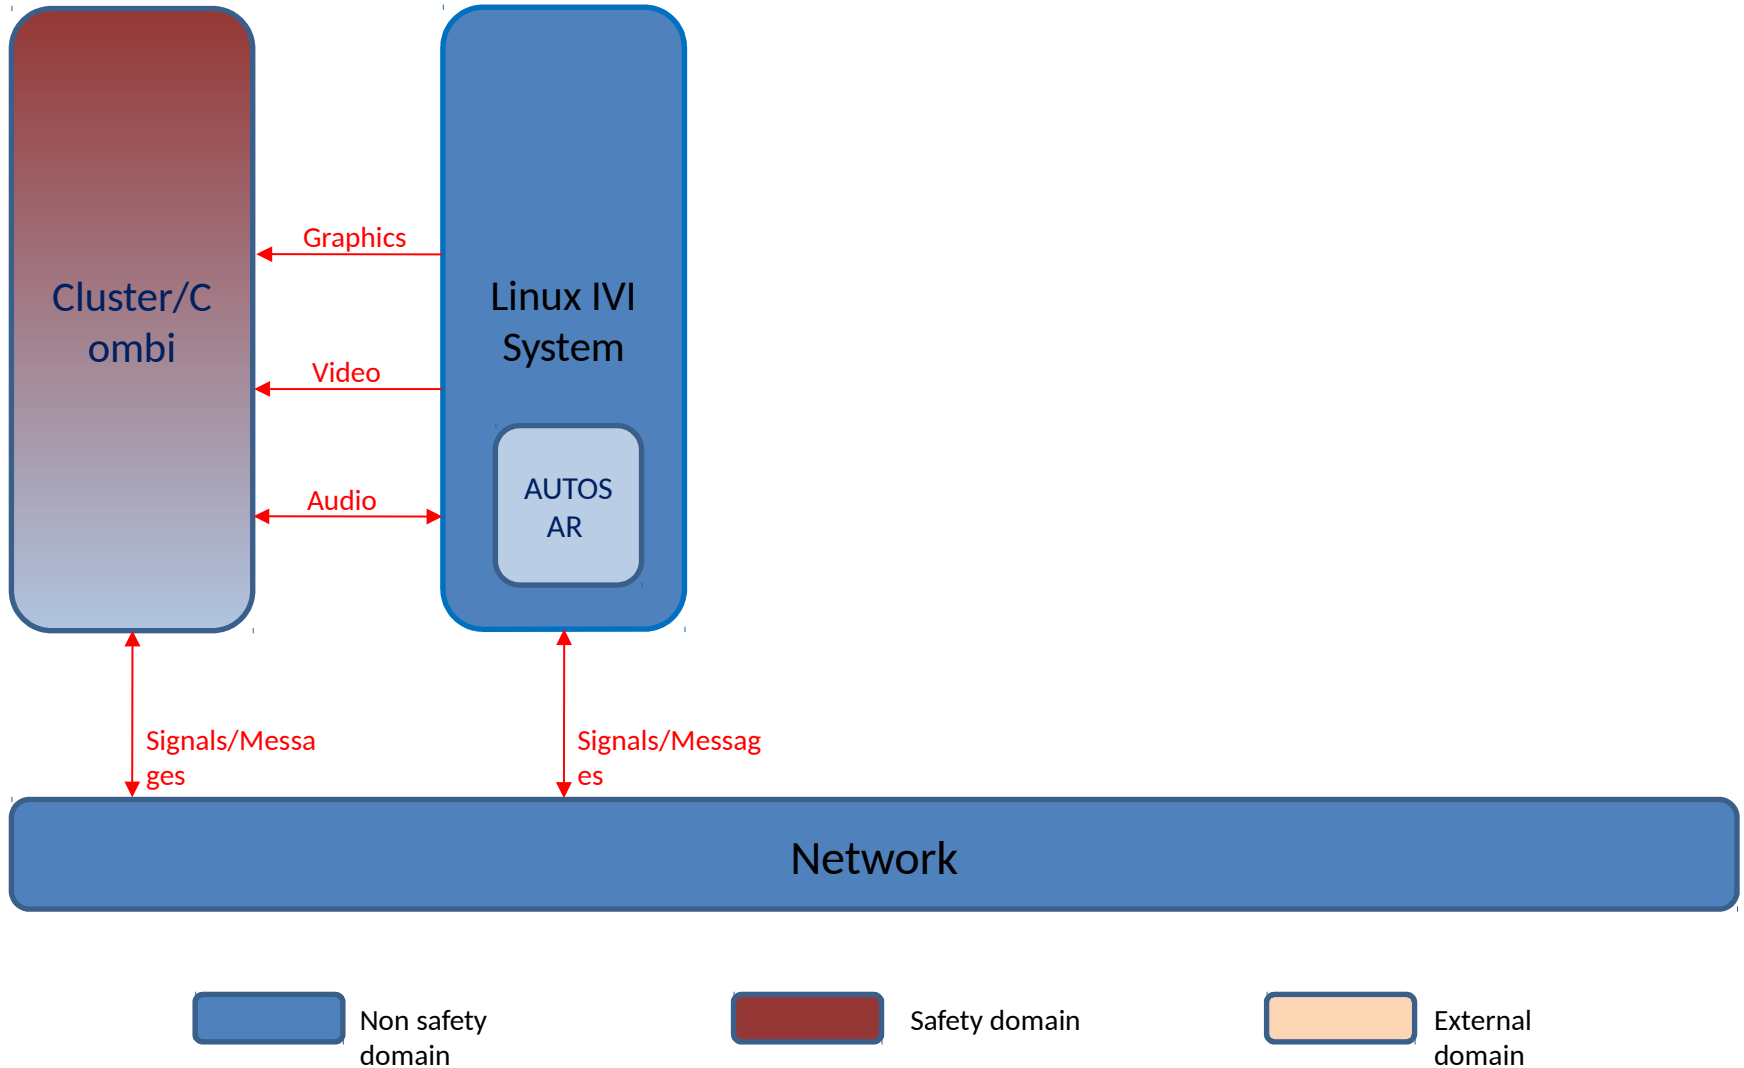 Graphics
Cluster/C
ombi
Linux IVI
System
Video
AUTOS
AR
Audio
Signals/Messa
ges
Signals/Messag
es
Network
Non safety
domain
Safety domain
External
domain